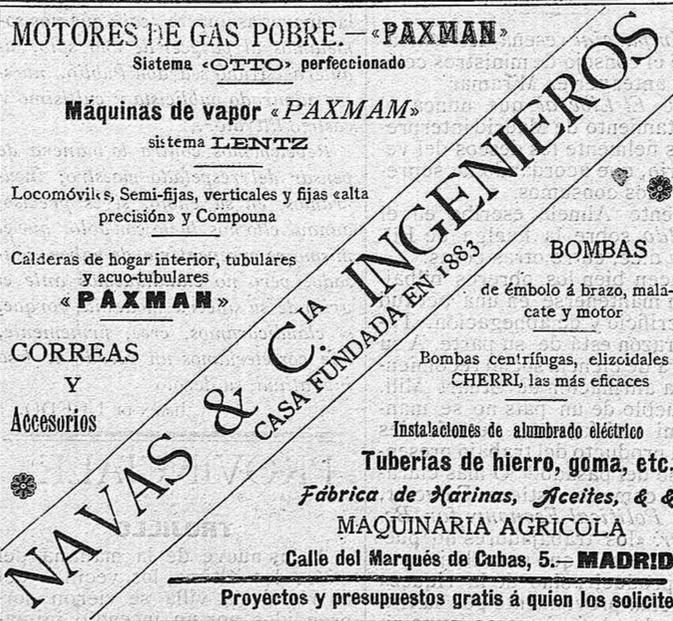 MOTORES DE GAS POBRE.—«PAXMAN»
Sistema «OTTO» perfeccionado
Máquinas de vapor «PAXMAM»
sistema LENTZ
Locomóviles, Semi-fijas, verticales y fijas «alta
precisión» y Compouna
Calderas de hogar interior, tubulares
y acuo-tubulares
«PAXMAN»
CORREAS
Y
Accesorios
NAVAS & C.IA INGENIEROS
CASA FUNDADA EN 1883
BOMBAS
de émbolo á brazo, mala-
cate y motor
Bombas centrífugas, elizoidales
CHERRI, las más eficaces
Instalaciones de alumbrado eléctrico
Tuberias de hierro, goma, etc.
Fábrica de Harinas, Aceites, & &
MAQUINARIA AGRICOLA
Calle del Marqués de Cubas, 5.—MADRID
Proyectos y presupuestos gratis á quien los solicite